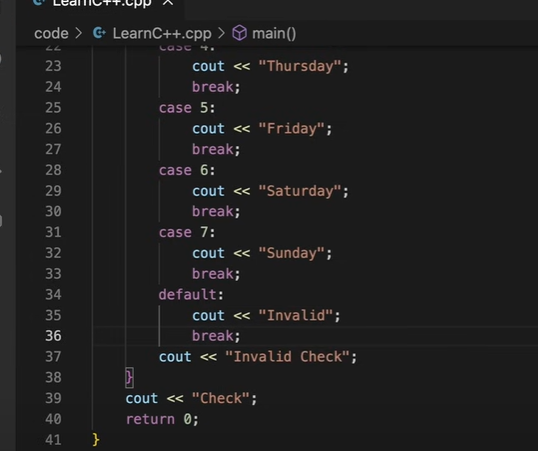 LearnC++.cpp ×
code > LearnC++.cpp > main()
22 case 4:
23 cout << "Thursday";
24 break;
25 case 5:
26 cout << "Friday";
27 break;
28 case 6:
29 cout << "Saturday";
30 break;
31 case 7:
32 cout << "Sunday";
33 break;
34 default:
35 cout << "Invalid";
36 break;
37 cout << "Invalid Check";
38 }
39 cout << "Check";
40 return 0;
41 }